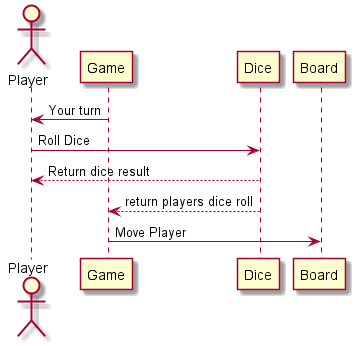 Player
Game
Dice
Board
Your turn
Roll Dice
Return dice result
return players dice roll
Move Player
Player
Game
Dice
Board